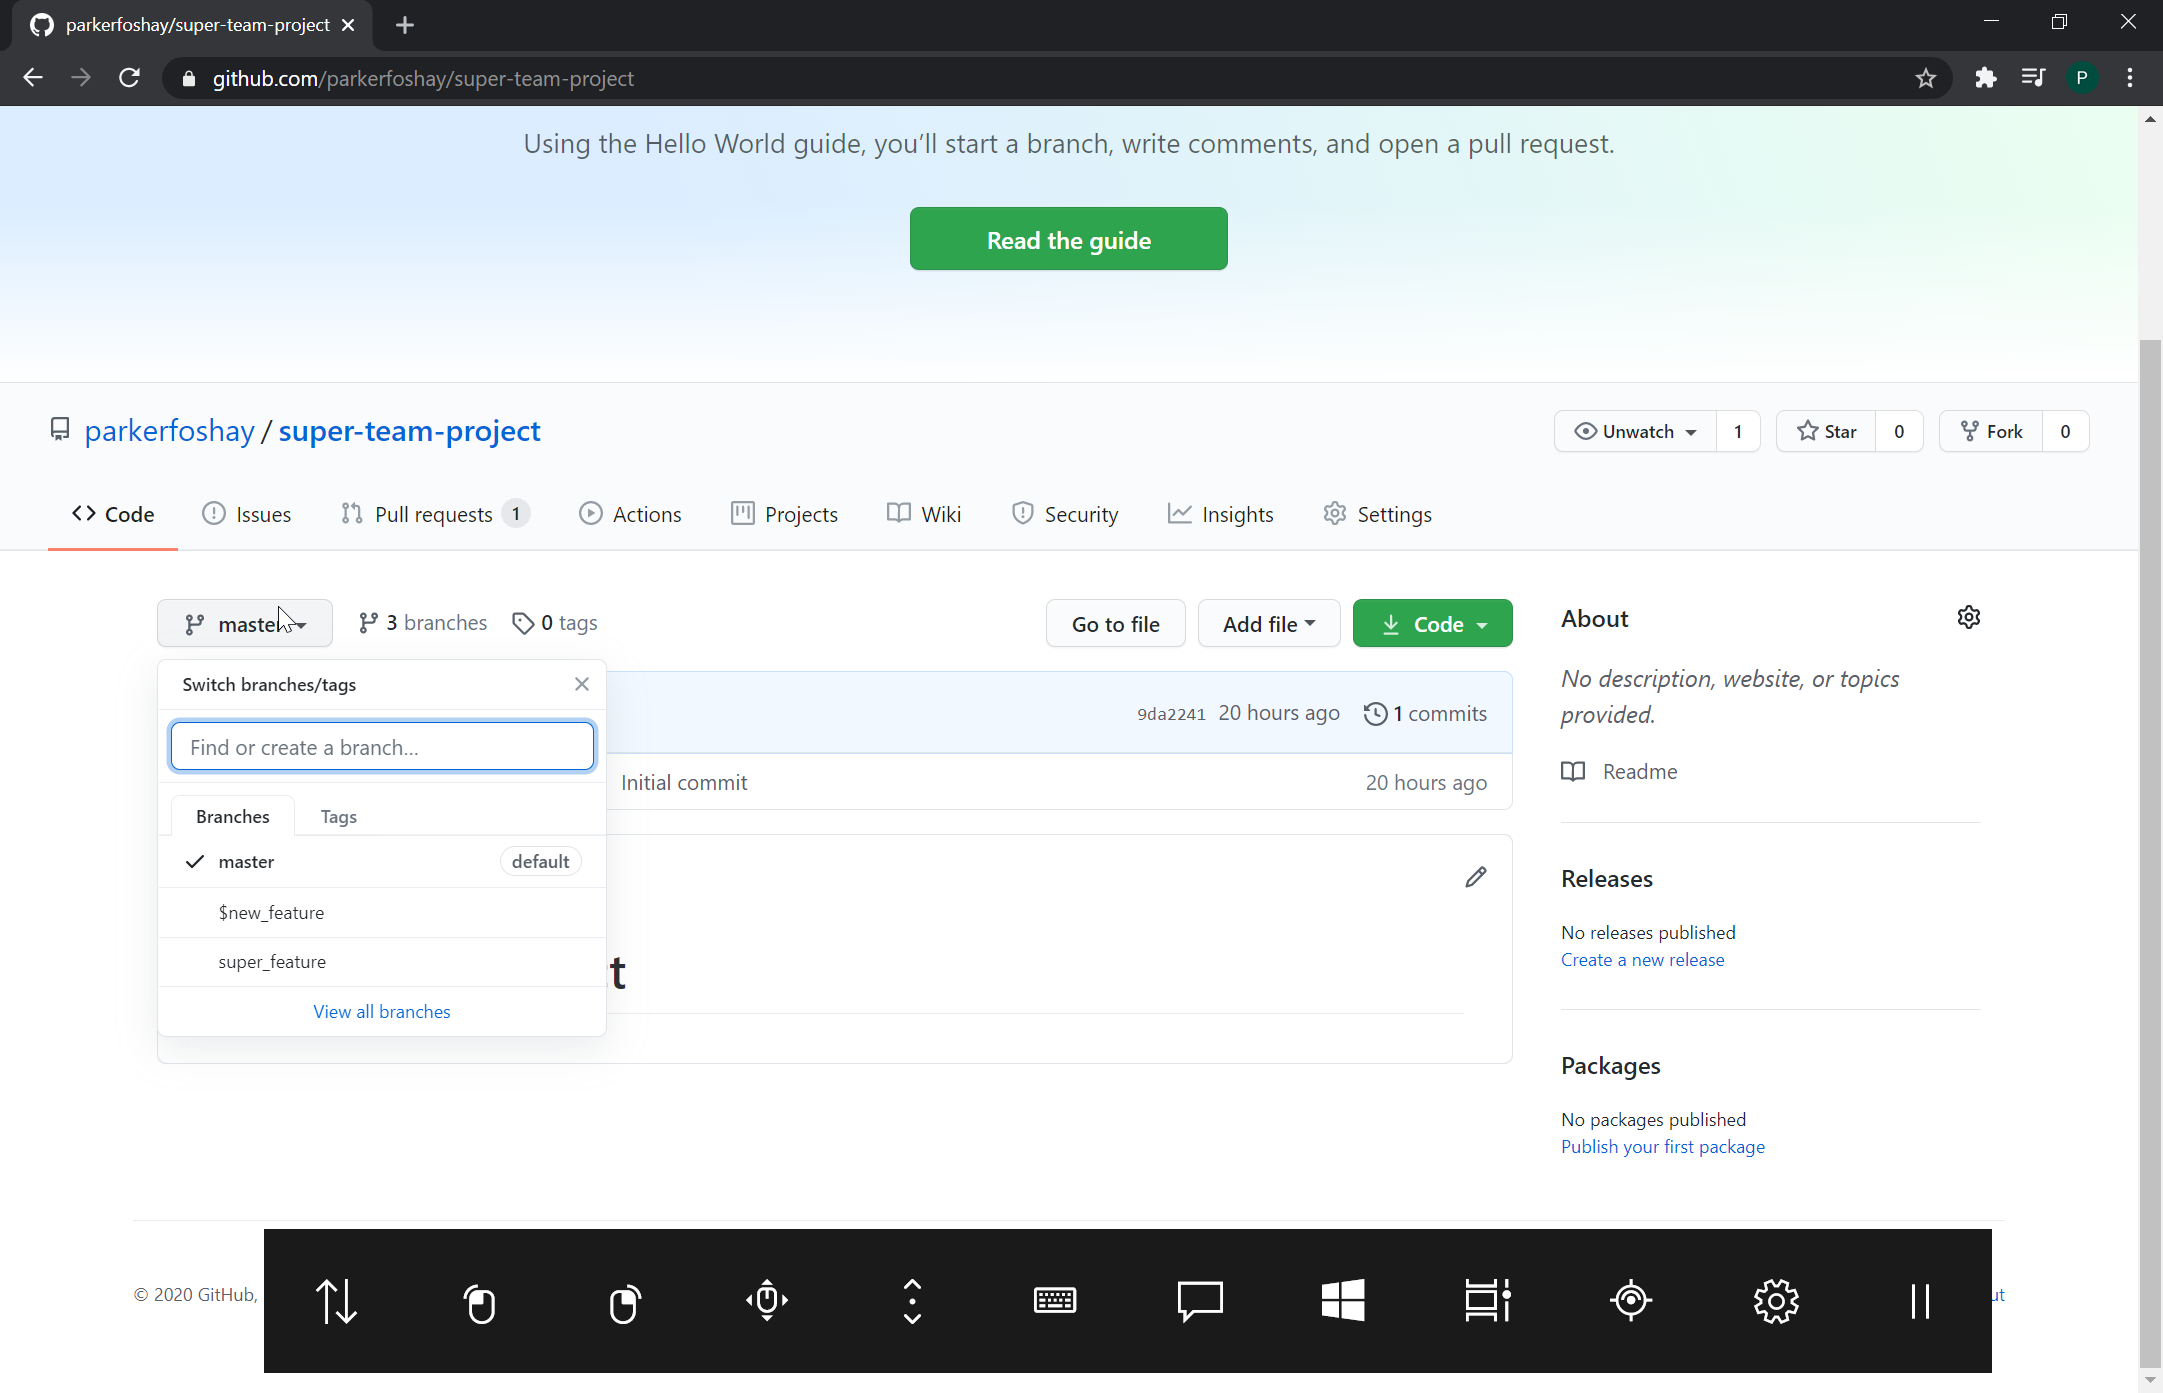 parkerfoshay/super-team-project
github.com/parkerfoshay/super-team-project
P
Using the Hello World guide, you'll start a branch, write comments, and open a pull request.
Read the guide
parkerfoshay / super-team-project
Unwatch 1 Star 0 Fork 0
Code Issues Pull requests 1 Actions Projects Wiki Security Insights Settings
master 3 branches 0 tags Go to file Add file Code
About
Switch branches/tags
No description, website, or topics
provided.
9da2241 20 hours ago 1 commits
Find or create a branch...
Initial commit 20 hours ago
Readme
Branches Tags
master default
Releases
$new_feature
No releases published
super_feature
Create a new release
t
View all branches
Packages
No packages published
Publish your first package
© 2020 GitHub,
ut